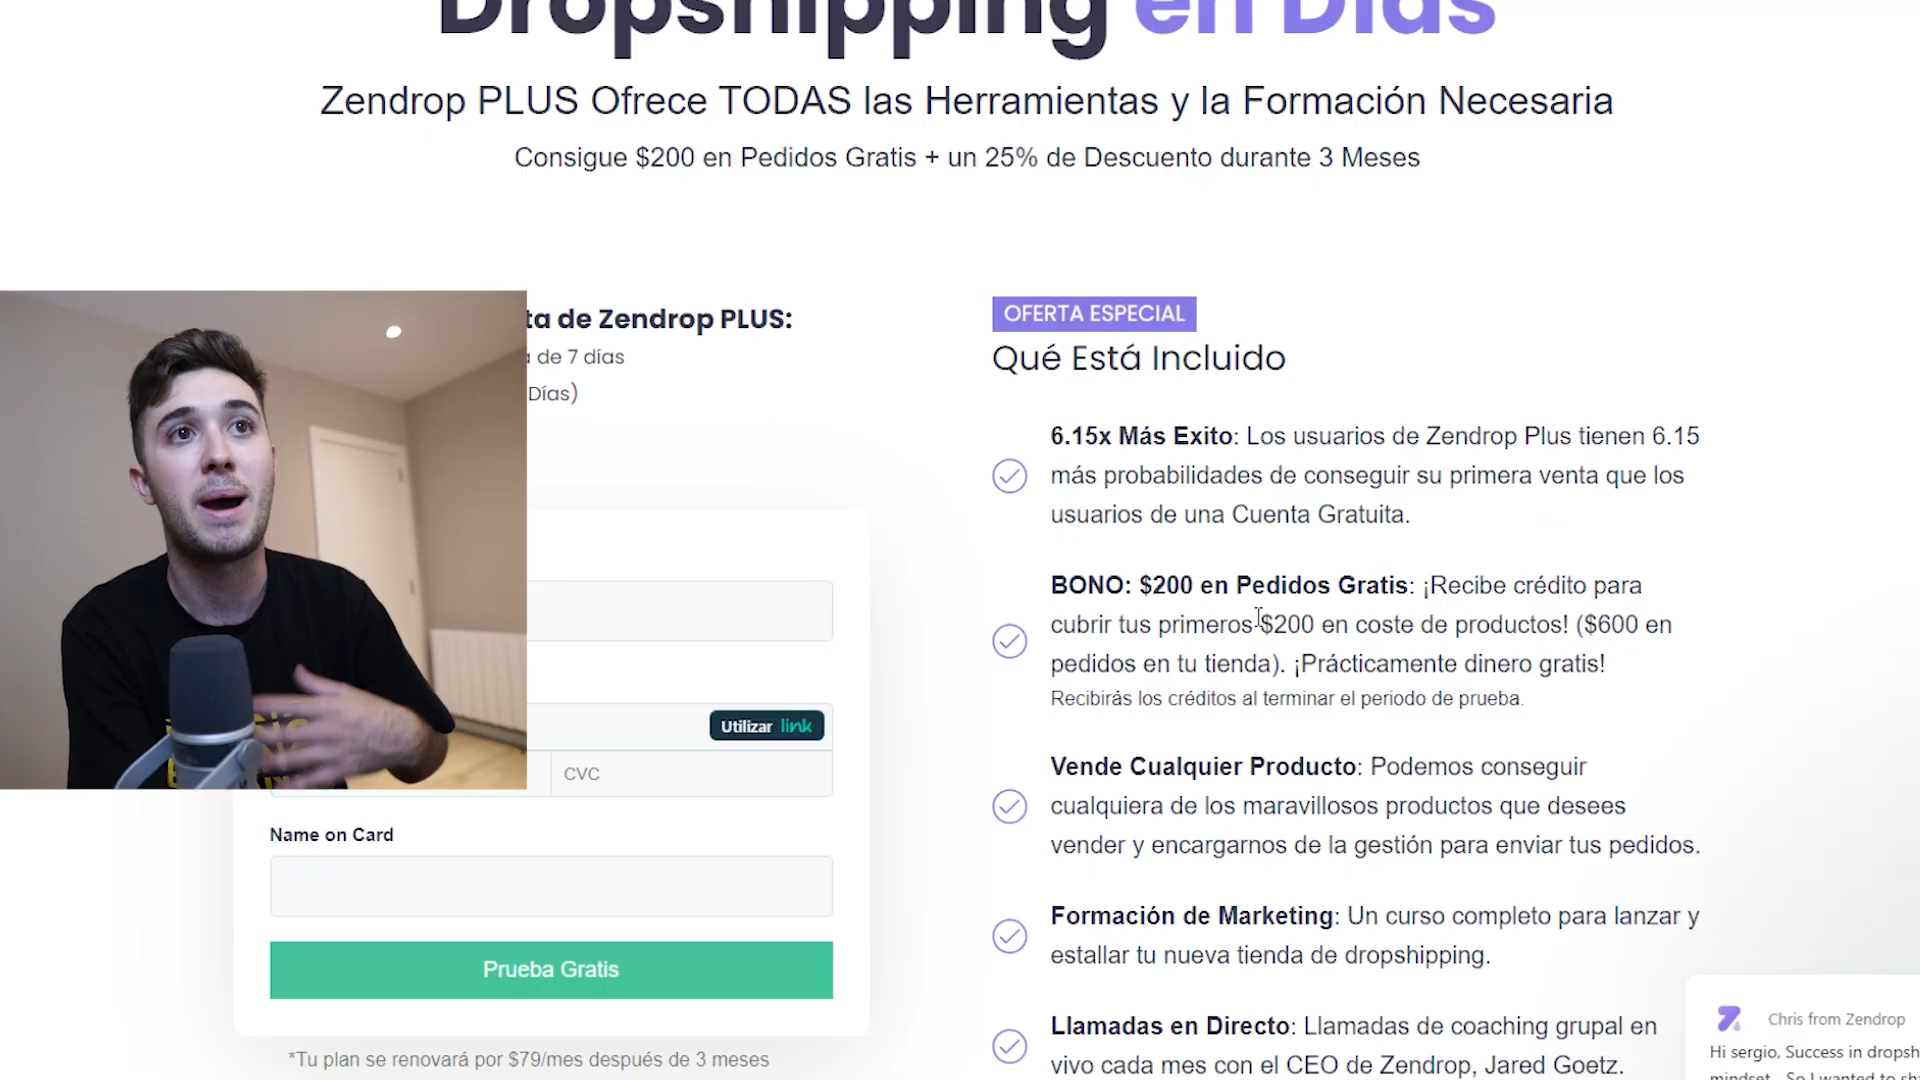 Dropshipping en Días
Zendrop PLUS Ofrece TODAS las Herramientas y la Formación Necesaria
Consigue $200 en Pedidos Gratis + un 25% de Descuento durante 3 Meses
de Zendrop PLUS:
de 7 días
Días)
Utilizar link
CVC
Name on Card
Prueba Gratis
*Tu plan se renovará por $79/mes después de 3 meses
OFERTA ESPECIAL
Qué Está Incluido
6.15x Más Exito: Los usuarios de Zendrop Plus tienen 6.15
más probabilidades de conseguir su primera venta que los
usuarios de una Cuenta Gratuita.
BONO: $200 en Pedidos Gratis: ¡Recibe crédito para
cubrir tus primeros $200 en coste de productos! ($600 en
pedidos en tu tienda). ¡Prácticamente dinero gratis!
Recibirás los créditos al terminar el periodo de prueba.
Vende Cualquier Producto: Podemos conseguir
cualquiera de los maravillosos productos que desees
vender y encargarnos de la gestión para enviar tus pedidos.
Formación de Marketing: Un curso completo para lanzar y
estallar tu nueva tienda de dropshipping.
Llamadas en Directo: Llamadas de coaching grupal en
vivo cada mes con el CEO de Zendrop, Jared Goetz.
Chris from Zendrop
Hi sergio, Success in dropsh
mindset. So I wanted to sh